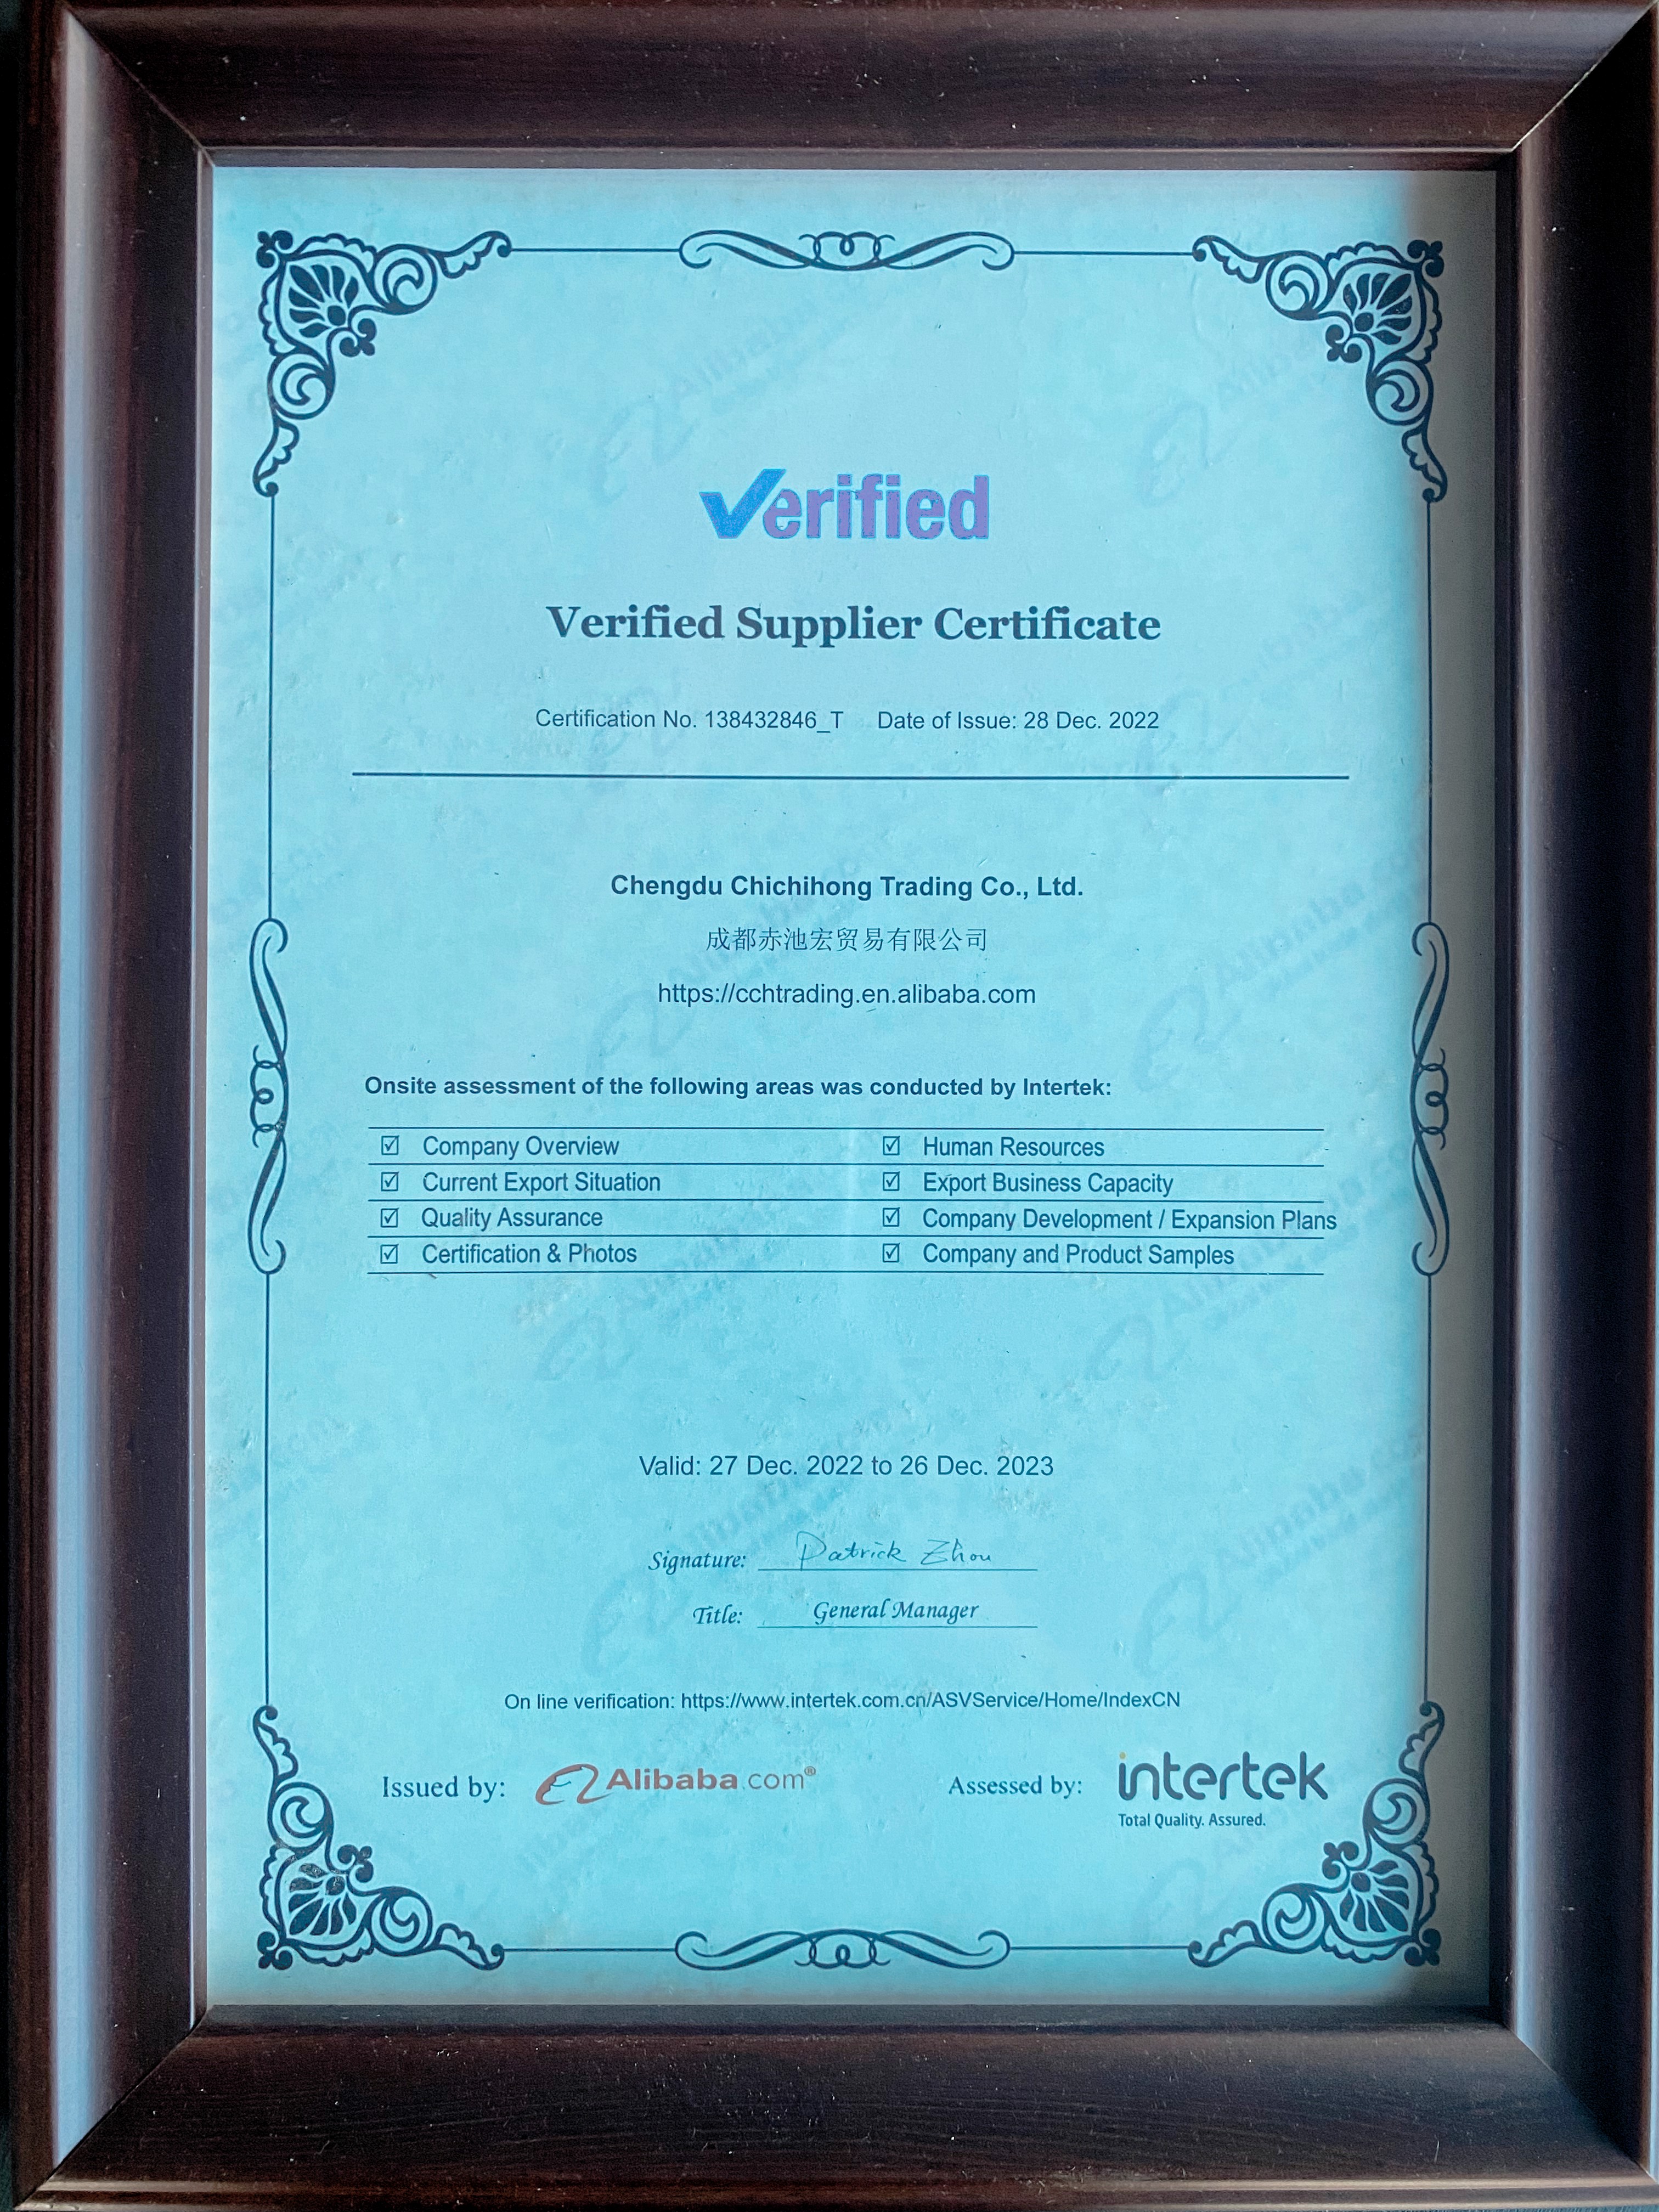 Verified
Verified Supplier Certificate
Certification No. 138432846_T Date of Issue: 28 Dec. 2022
Chengdu Chichihong Trading Co., Ltd.
成都赤池宏贸易有限公司
https://cchtrading.en.alibaba.com
Onsite assessment of the following areas was conducted by Intertek:
☑ Company Overview ☑ Human Resources
☑ Current Export Situation ☑ Export Business Capacity
☑ Quality Assurance ☑ Company Development / Expansion Plans
☑ Certification & Photos ☑ Company and Product Samples
Valid: 27 Dec. 2022 to 26 Dec. 2023
Signature: Patrick Zhou
Title: General Manager
On line verification: https://www.intertek.com.cn/ASVService/Home/IndexCN
Issued by: Alibaba.com® Assessed by: intertek
Total Quality. Assured.